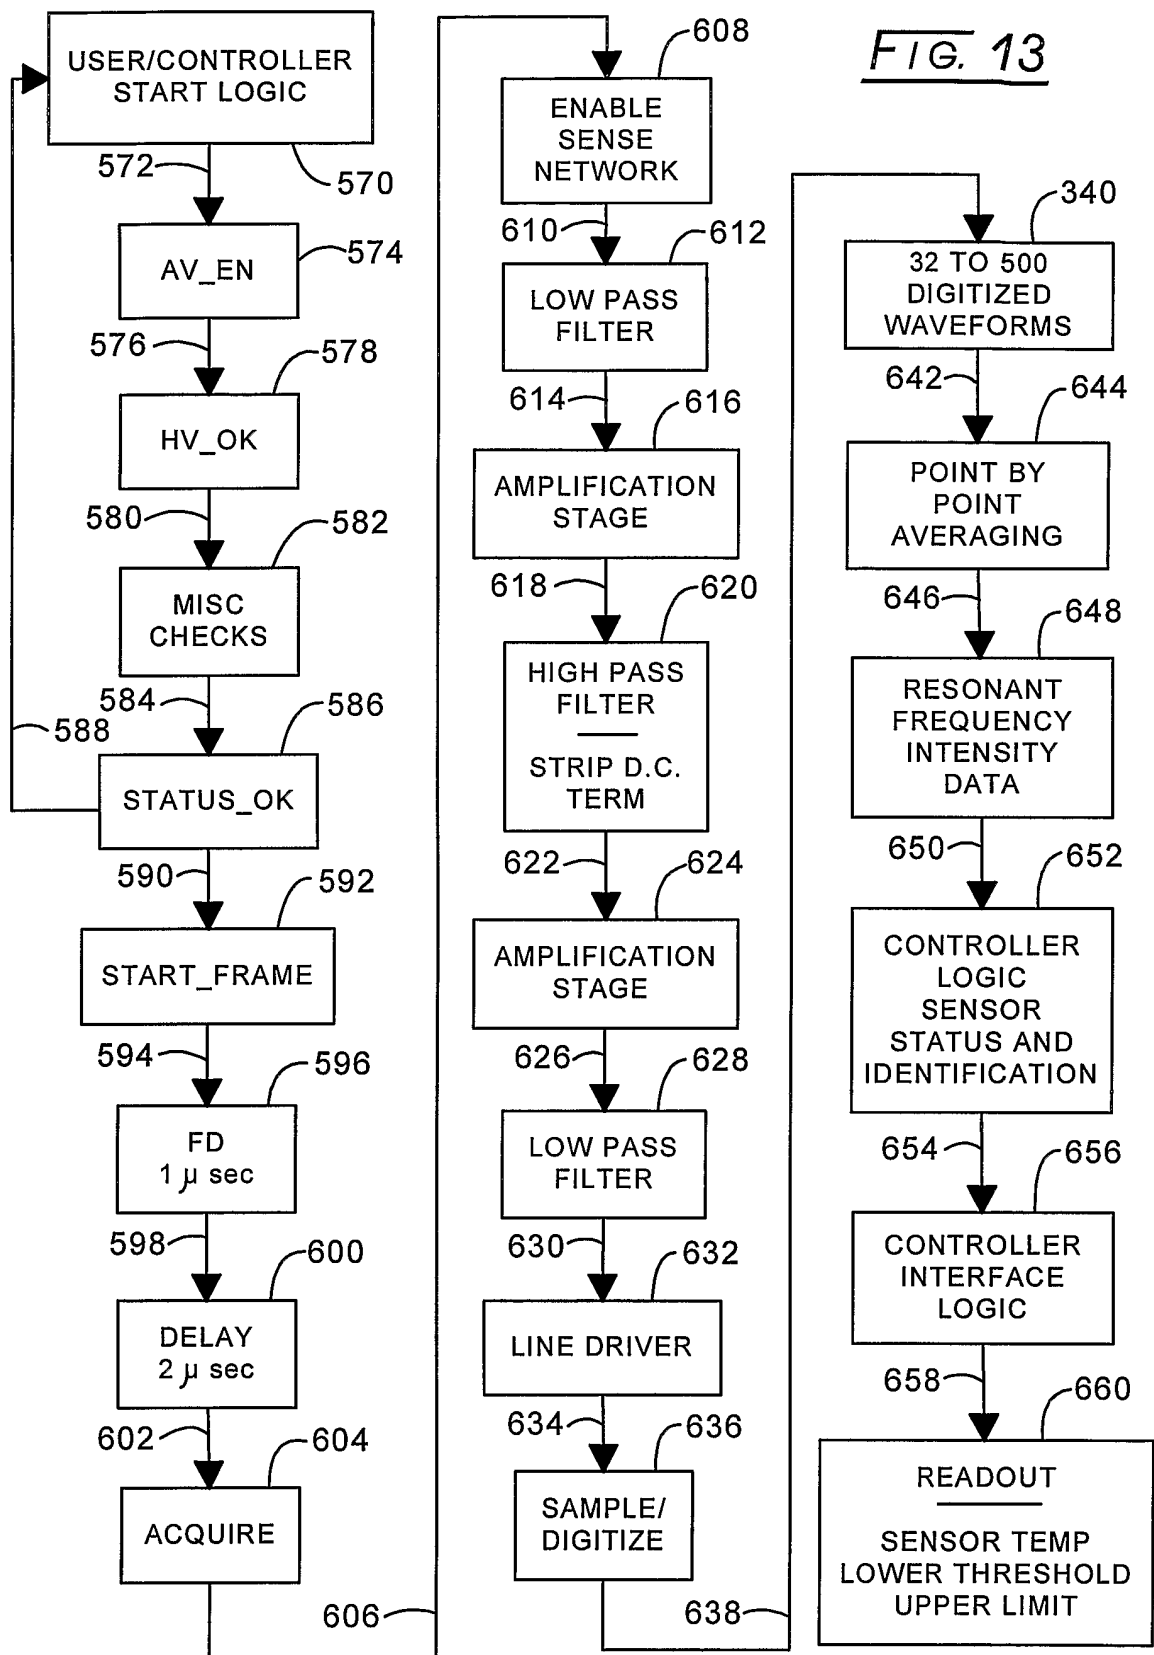 FIG. 13
USER/CONTROLLER
START LOGIC
570
572
AV_EN
574
576
HV_OK
578
580
MISC
CHECKS
582
584
STATUS_OK
586
588
590
START_FRAME
592
594
FD
1 µ sec
596
598
DELAY
2 µ sec
600
602
ACQUIRE
604
606
ENABLE
SENSE
NETWORK
608
610
LOW PASS
FILTER
612
614
AMPLIFICATION
STAGE
616
618
HIGH PASS
FILTER
STRIP D.C.
TERM
620
622
AMPLIFICATION
STAGE
624
626
LOW PASS
FILTER
628
630
LINE DRIVER
632
634
SAMPLE/
DIGITIZE
636
638
32 TO 500
DIGITIZED
WAVEFORMS
340
642
POINT BY
POINT
AVERAGING
644
646
RESONANT
FREQUENCY
INTENSITY
DATA
648
650
CONTROLLER
LOGIC
SENSOR
STATUS AND
IDENTIFICATION
652
654
CONTROLLER
INTERFACE
LOGIC
656
658
READOUT
SENSOR TEMP
LOWER THRESHOLD
UPPER LIMIT
660